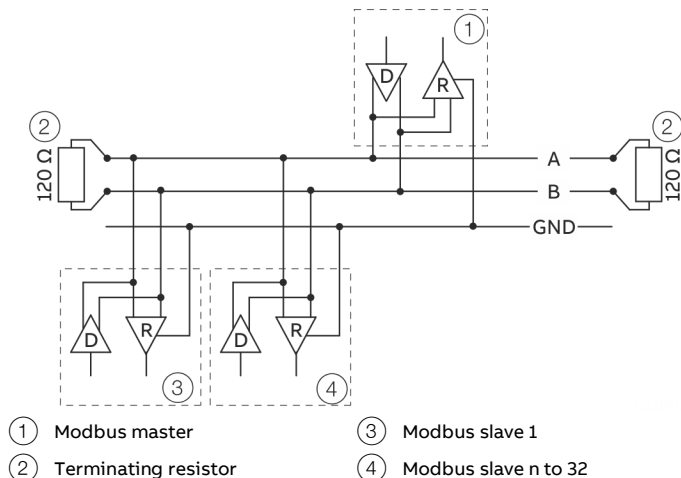 1
D
R
2
2
120 Ω
120 Ω
A
B
GND
D
R
D
R
3
4
1 Modbus master
3 Modbus slave 1
2 Terminating resistor
4 Modbus slave n to 32